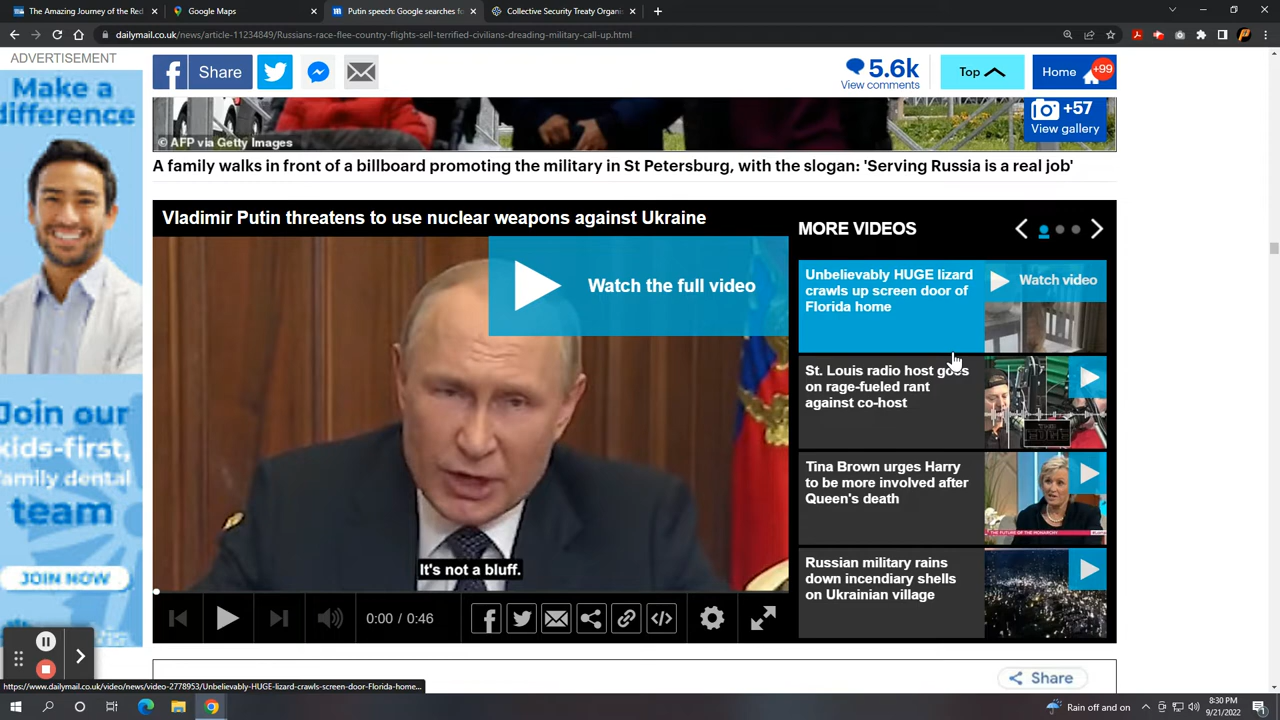 The Amazing Journey of the Red
Google Maps
Putin speech: Google searches fo
Collective Security Treaty Organis
dailymail.co.uk/news/article-11234849/Russians-race-flee-country-flights-sell-terrified-civilians-dreading-military-call-up.html
ADVERTISEMENT
Make a
difference
Join our
kids-first,
family dental
team
JOIN NOW
Share
5.6k
View comments
Top
Home
+99
+57
View gallery
© AFP via Getty Images
A family walks in front of a billboard promoting the military in St Petersburg, with the slogan: 'Serving Russia is a real job'
Vladimir Putin threatens to use nuclear weapons against Ukraine
Watch the full video
It's not a bluff.
0:00 / 0:46
MORE VIDEOS
Unbelievably HUGE lizard
crawls up screen door of
Florida home
Watch video
St. Louis radio host goes
on rage-fueled rant
against co-host
Tina Brown urges Harry
to be more involved after
Queen's death
THE FUTURE OF THE MONARCHY
Russian military rains
down incendiary shells
on Ukrainian village
Share
https://www.dailymail.co.uk/video/news/video-2778953/Unbelievably-HUGE-lizard-crawls-screen-door-Florida-home...
Rain off and on
8:30 PM
9/21/2022